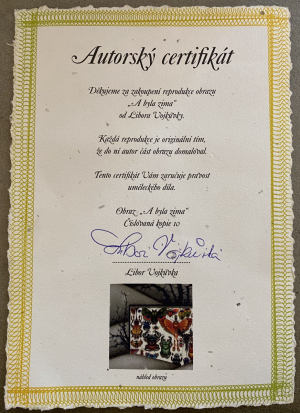 Autorský certifikát
Děkujeme za zakoupení reprodukce obrazu
„A byla zima"
od Libora Vojkůvky.
Každá reprodukce je originální tím,
že do ní autor část obrazu domaloval.
Tento certifikát Vám zaručuje pravost
uměleckého díla.
Obraz „A byla zima"
Číslovaná kopie 10
Libor Vojkůvka
Libor Vojkůvka
náhled obrazu